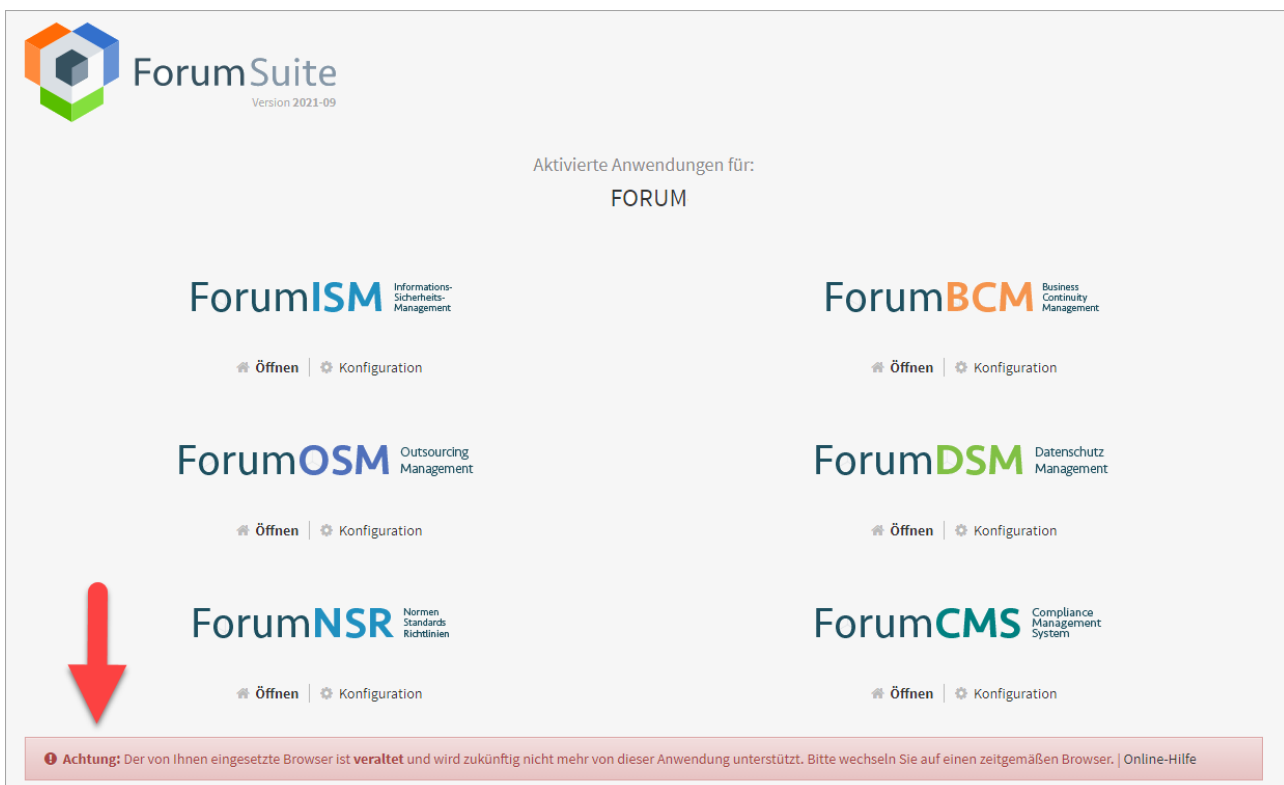 ForumSuite
Version 2021-09
Aktivierte Anwendungen für:
FORUM
ForumISM Informations-
Sicherheits-
Management
Öffnen | Konfiguration
ForumBCM Business
Continuity
Management
Öffnen | Konfiguration
ForumOSM Outsourcing
Management
Öffnen | Konfiguration
ForumDSM Datenschutz
Management
Öffnen | Konfiguration
ForumNSR Normen
Standards
Richtlinien
Öffnen | Konfiguration
ForumCMS Compliance
Management
System
Öffnen | Konfiguration
Achtung: Der von Ihnen eingesetzte Browser ist veraltet und wird zukünftig nicht mehr von dieser Anwendung unterstützt. Bitte wechseln Sie auf einen zeitgemäßen Browser. | Online-Hilfe